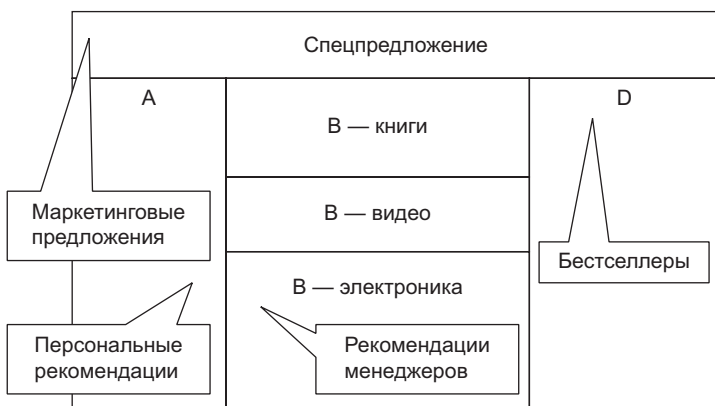 Спецпредложение
A
B — книги
D
Маркетинговые
предложения
B — видео
Бестселлеры
B — электроника
Персональные
рекомендации
Рекомендации
менеджеров